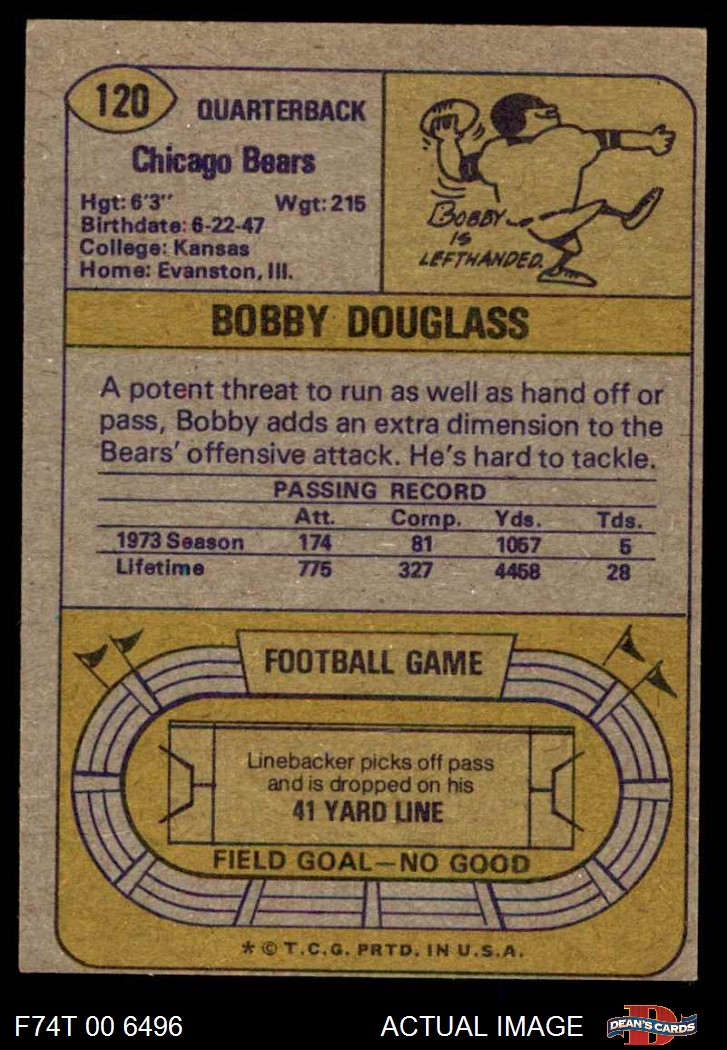 120
QUARTERBACK
Chicago Bears
Hgt: 6'3" Wgt: 215
Birthdate: 6-22-47
College: Kansas
Home: Evanston, Ill.
BOBBY
IS
LEFTHANDED.
BOBBY DOUGLASS
A potent threat to run as well as hand off or
pass, Bobby adds an extra dimension to the
Bears' offensive attack. He's hard to tackle.
PASSING RECORD
Att. Comp. Yds. Tds.
1973 Season 174 81 1057 5
Lifetime 775 327 4458 28
FOOTBALL GAME
Linebacker picks off pass
and is dropped on his
41 YARD LINE
FIELD GOAL—NO GOOD
* © T.C.G. PRTD. IN U.S.A.
F74T 00 6496 ACTUAL IMAGE
D
DEAN'S CARDS